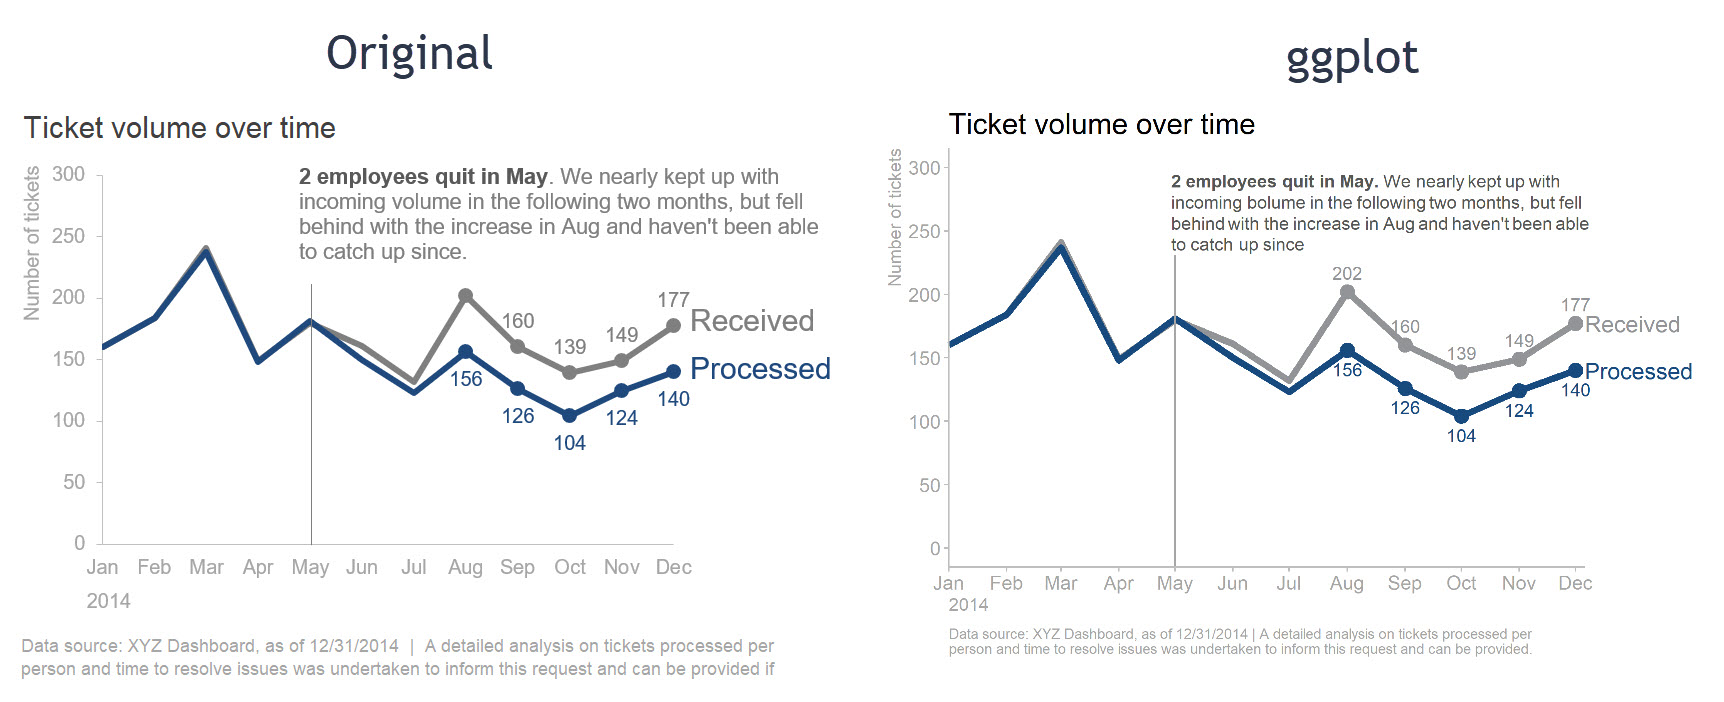 Original
Ticket volume over time
Number of tickets
300
250
200
150
100
50
0
2 employees quit in May. We nearly kept up with
incoming volume in the following two months, but fell
behind with the increase in Aug and haven't been able
to catch up since.
160
139
149
177
Received
Processed
156
126
104
124
140
Jan Feb Mar Apr May Jun Jul Aug Sep Oct Nov Dec
2014
Data source: XYZ Dashboard, as of 12/31/2014 | A detailed analysis on tickets processed per
person and time to resolve issues was undertaken to inform this request and can be provided if
ggplot
Ticket volume over time
Number of tickets
300
250
200
150
100
50
0
2 employees quit in May. We nearly kept up with
incoming bolume in the following two months, but fell
behind with the increase in Aug and haven't been able
to catch up since
202
160
139
149
177
Received
Processed
156
126
104
124
140
Jan Feb Mar Apr May Jun Jul Aug Sep Oct Nov Dec
2014
Data source: XYZ Dashboard, as of 12/31/2014 | A detailed analysis on tickets processed per
person and time to resolve issues was undertaken to inform this request and can be provided.